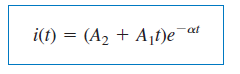 i(t) = (A₂ + A₁t)e^{−αt}